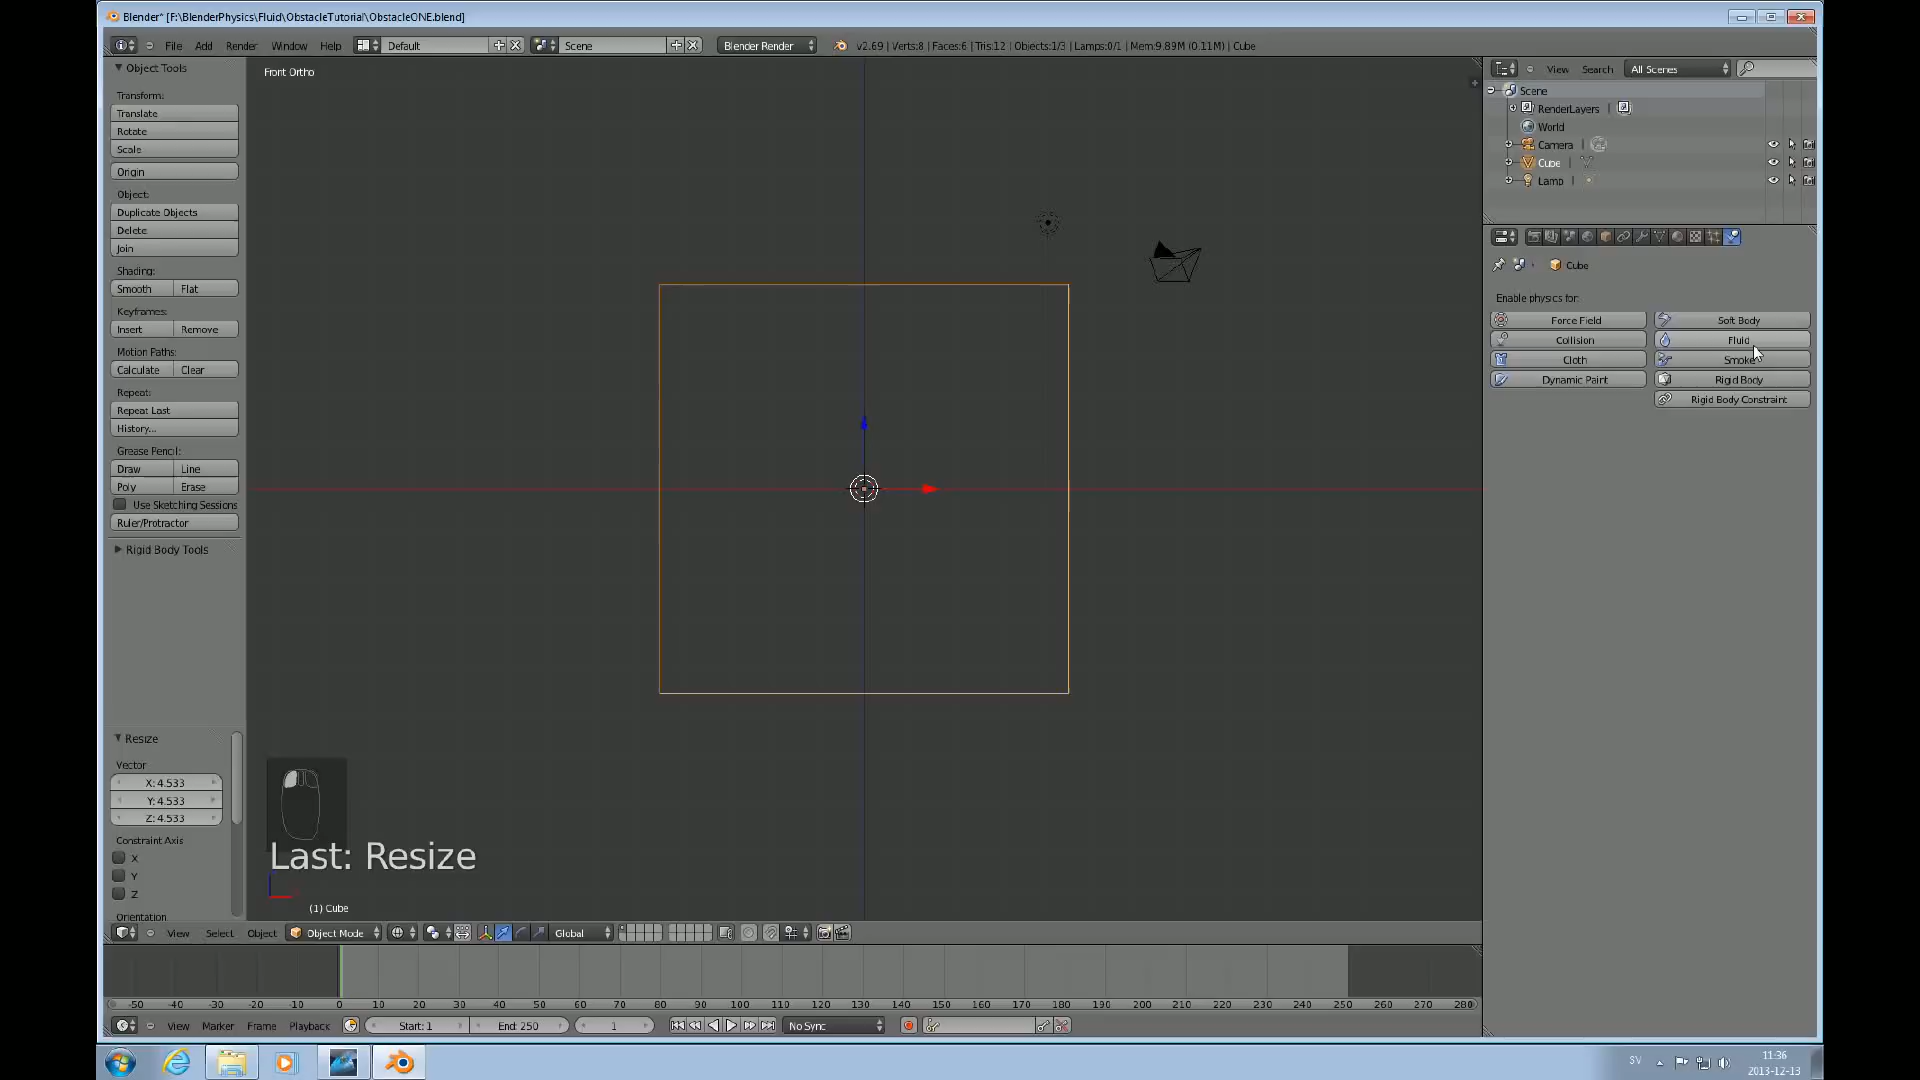 Blender* [F:\BlenderPhysics\Fluid\ObstacleTutorial\ObstacleONE.blend]
File Add Render Window Help Default Scene Blender Render v2.69 | Verts:8 | Faces:6 | Tris:12 | Objects:1/3 | Lamps:0/1 | Mem:9.89M (0.11M) | Cube
Object Tools
Transform:
Translate
Rotate
Scale
Origin
Object:
Duplicate Objects
Delete
Join
Shading:
Smooth Flat
Keyframes:
Insert Remove
Motion Paths:
Calculate Clear
Repeat:
Repeat Last
History...
Grease Pencil:
Draw Line
Poly Erase
Use Sketching Sessions
Ruler/Protractor
Rigid Body Tools
Resize
Vector
X: 4.533
Y: 4.533
Z: 4.533
Constraint Axis
X
Y
Z
Orientation
Front Ortho
Last: Resize
(1) Cube
View Select Object Object Mode Global
-50 -40 -30 -20 -10 0 10 20 30 40 50 60 70 80 90 100 110 120 130 140 150 160 170 180 190 200 210 220 230 240 250 260 270 280
View Marker Frame Playback Start: 1 End: 250 1 No Sync
View Search All Scenes
Scene
RenderLayers
World
Camera
Cube
Lamp
Cube
Enable physics for:
Force Field Soft Body
Collision Fluid
Cloth Smoke
Dynamic Paint Rigid Body
Rigid Body Constraint
SV 11:36
2013-12-13